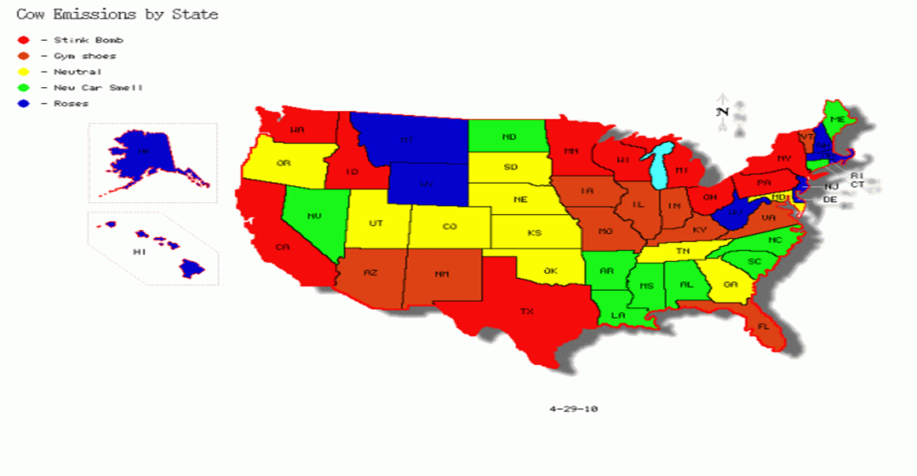 Cow Emissions by State
- Stink Bomb
- Gym shoes
- Neutral
- New Car Smell
- Roses
N
WA
MT
ND
MN
WI
MI
ME
VT
NY
OR
ID
WY
SD
IA
IL
IN
OH
PA
NJ
RI
CT
DE
MD
NV
UT
CO
NE
KS
MO
KY
WV
VA
CA
AZ
NM
OK
AR
TN
NC
SC
TX
LA
MS
AL
GA
FL
AK
HI
4-29-10